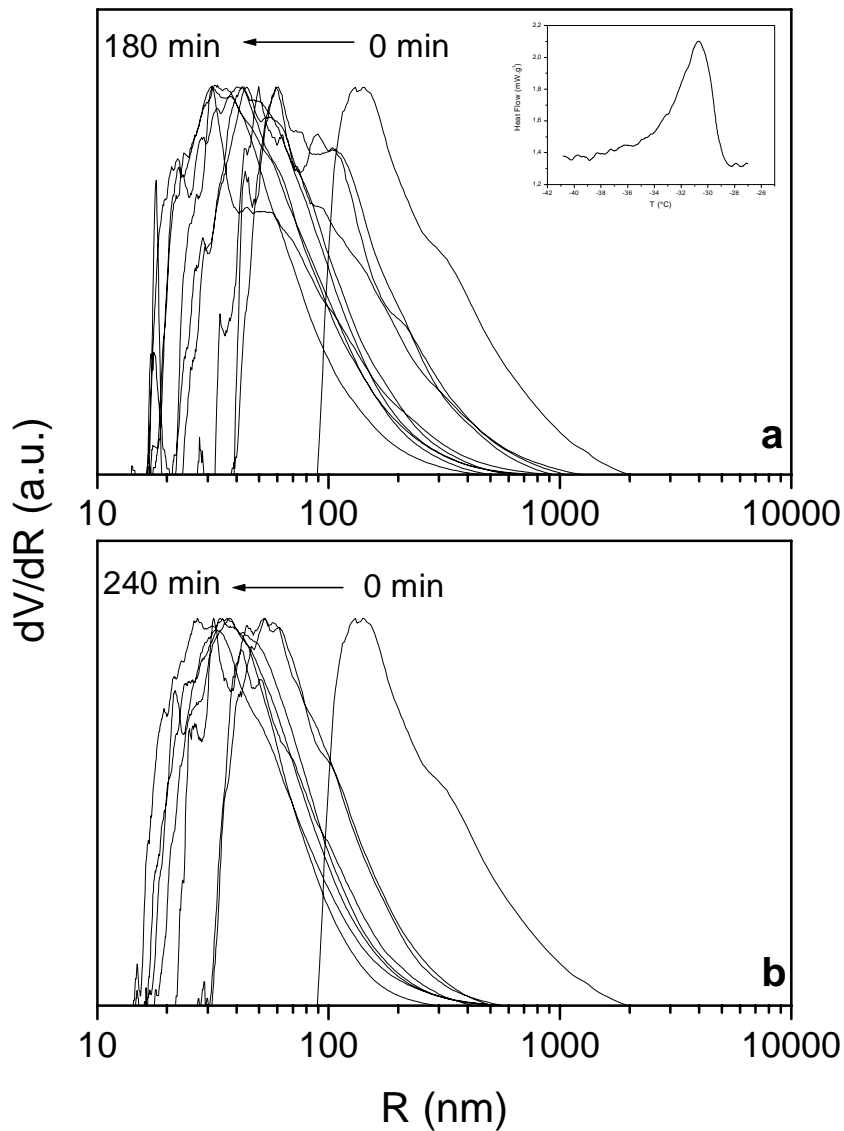 180 min 0 min
2,2
2,0
1,8
1,6
1,4
1,2
Heat Flow (mW.g
-42 -40 -38 -36 -34 -32 -30 -28 -26
T (°C)
a
10 100 1000 10000
dV/dR (a.u.)
240 min 0 min
b
10 100 1000 10000
R (nm)